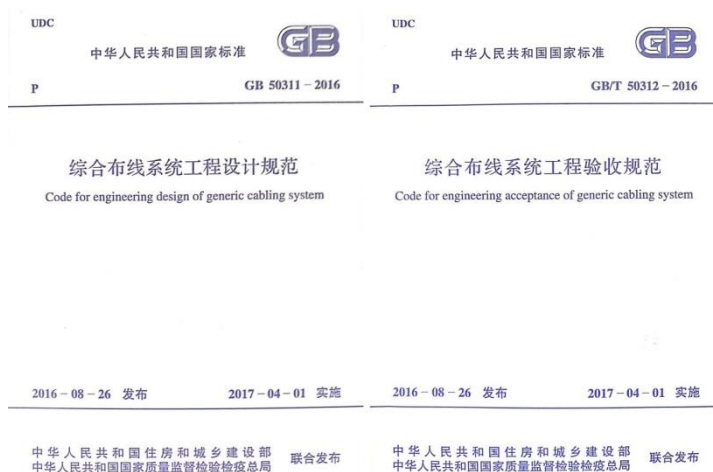 UDC
中华人民共和国国家标准
GB
P
GB 50311－2016
综合布线系统工程设计规范
Code for engineering design of generic cabling system
2016－08－26 发布
2017－04－01 实施
中华人民共和国住房和城乡建设部
中华人民共和国国家质量监督检验检疫总局
联合发布
UDC
中华人民共和国国家标准
GB
P
GB/T 50312－2016
综合布线系统工程验收规范
Code for engineering acceptance of generic cabling system
2016－08－26 发布
2017－04－01 实施
中华人民共和国住房和城乡建设部
中华人民共和国国家质量监督检验检疫总局
联合发布